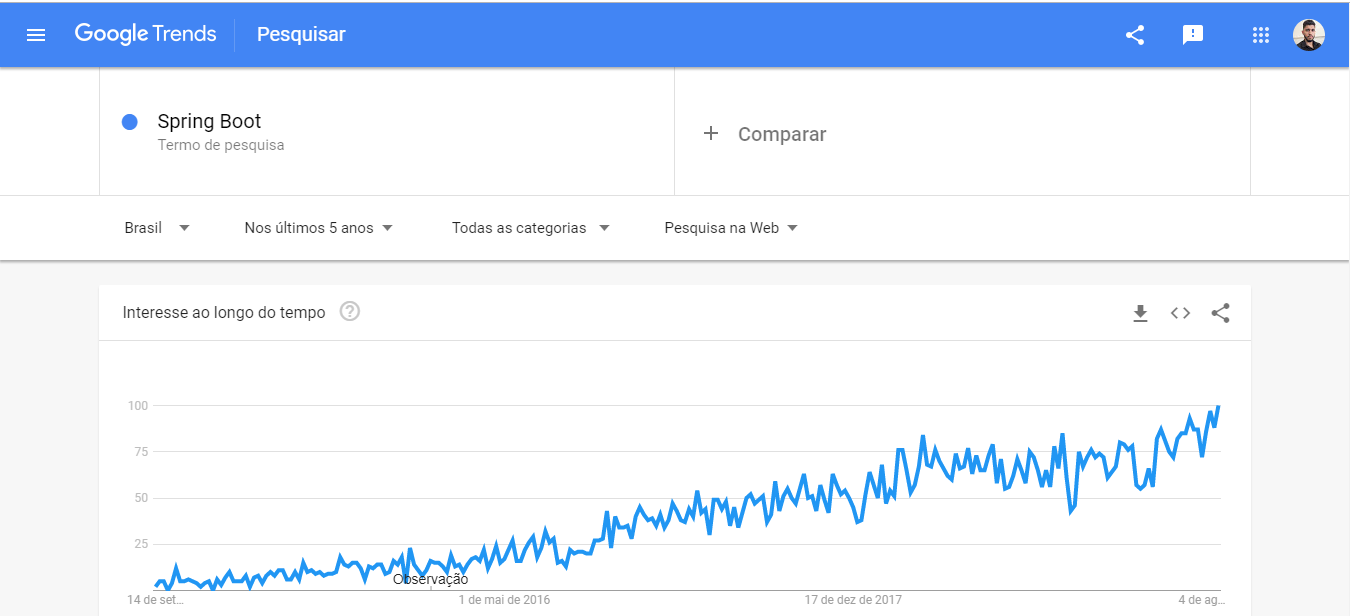 Google Trends Pesquisar
Spring Boot
Termo de pesquisa
+ Comparar
Brasil Nos últimos 5 anos Todas as categorias Pesquisa na Web
Interesse ao longo do tempo ?
100
75
50
25
Observação
14 de set... 1 de mai de 2016 17 de dez de 2017 4 de ag...